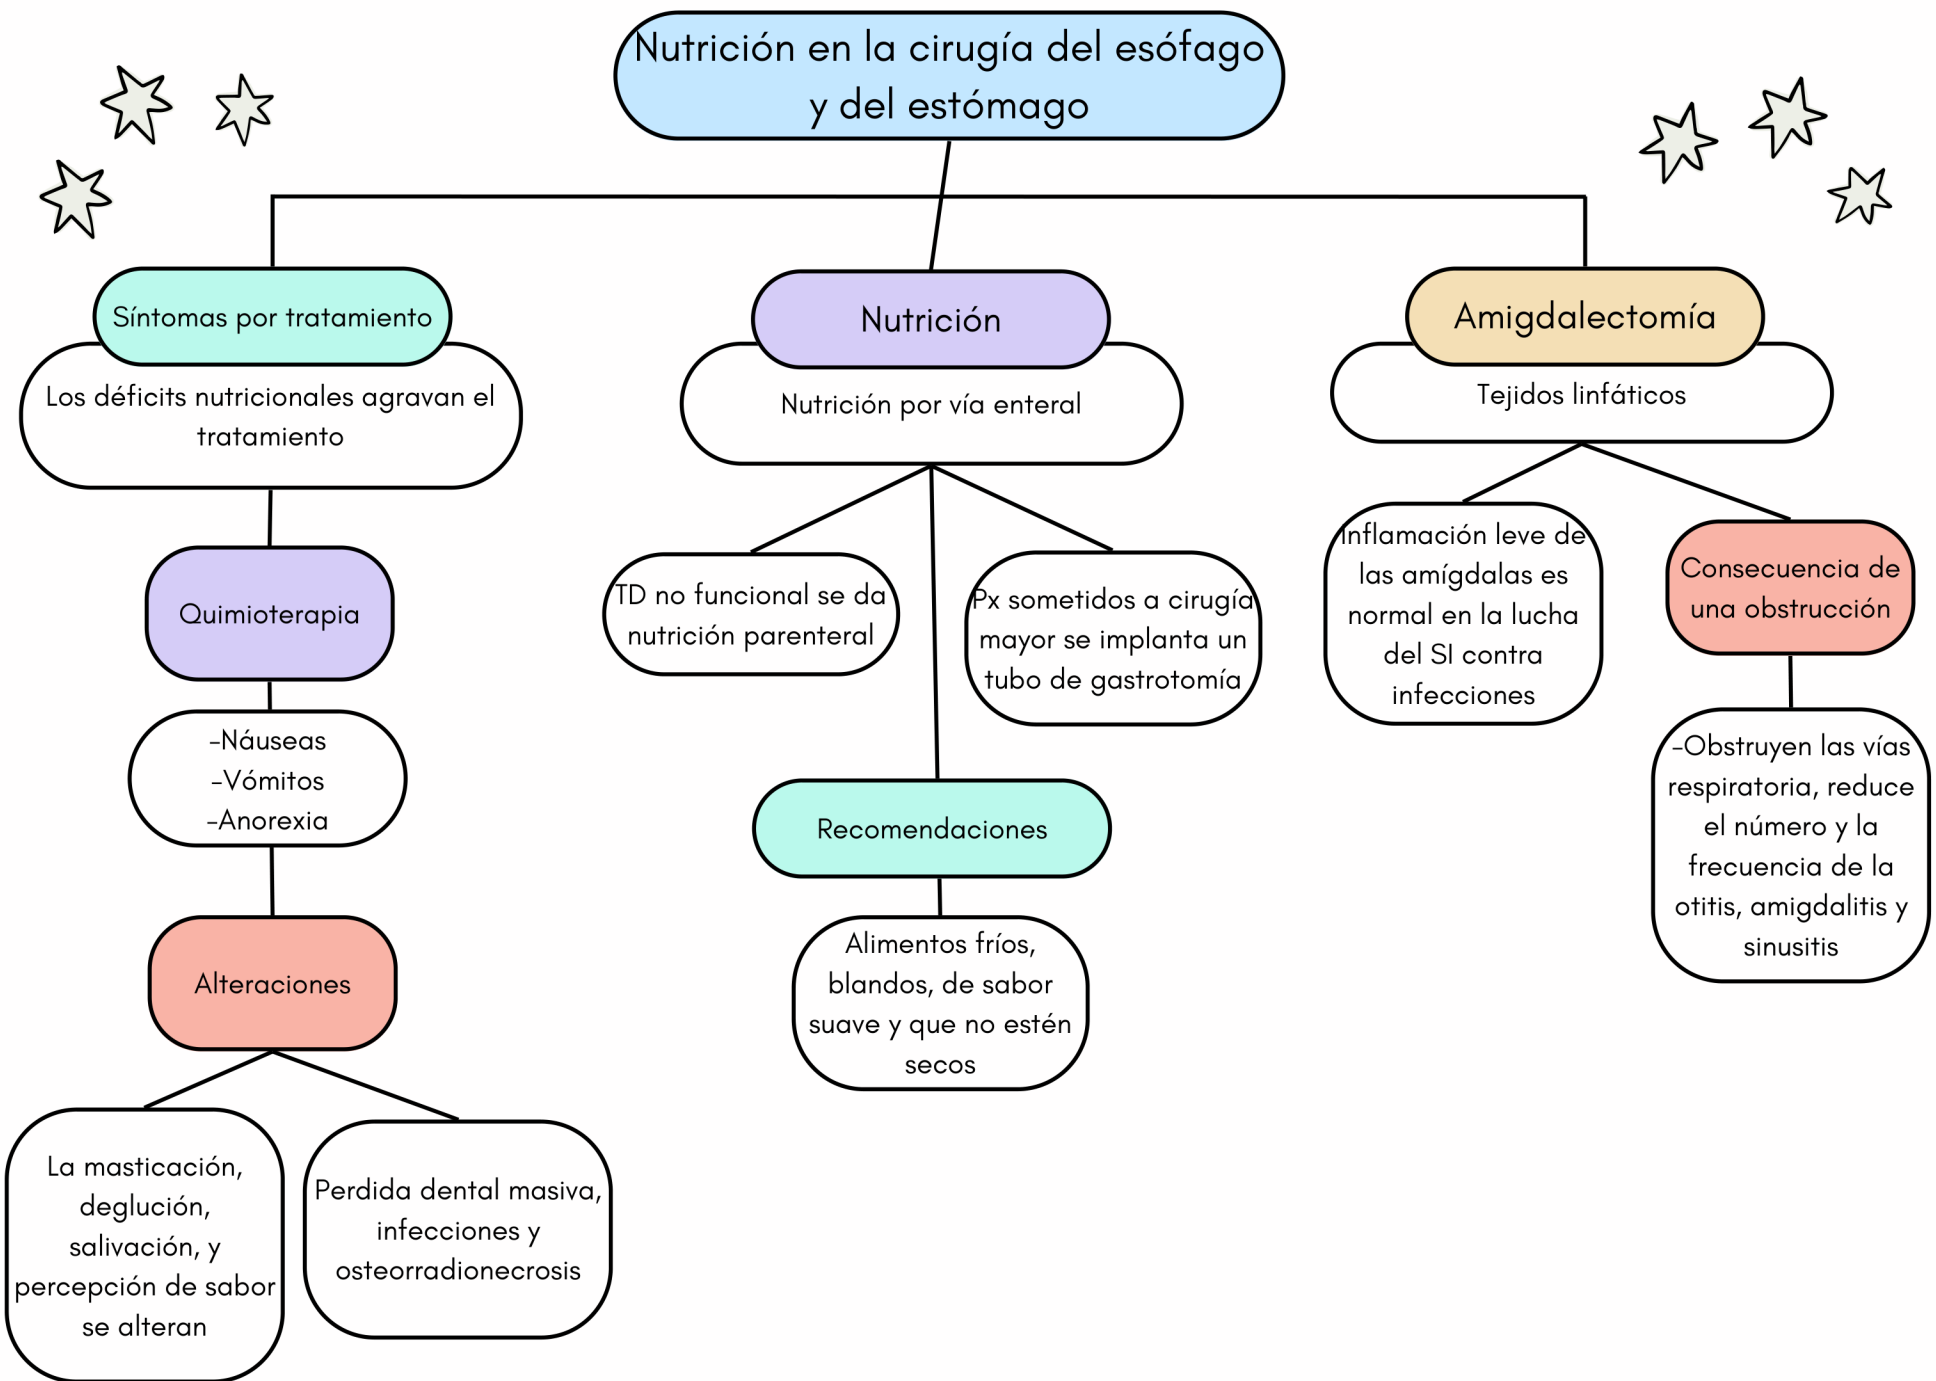 Nutrición en la cirugía del esófago
y del estómago
Síntomas por tratamiento
Los déficits nutricionales agravan el
tratamiento
Quimioterapia
-Náuseas
-Vómitos
-Anorexia
Alteraciones
La masticación,
deglución,
salivación, y
percepción de sabor
se alteran
Perdida dental masiva,
infecciones y
osteorradionecrosis
Nutrición
Nutrición por vía enteral
TD no funcional se da
nutrición parenteral
Px sometidos a cirugía
mayor se implanta un
tubo de gastrotomía
Recomendaciones
Alimentos fríos,
blandos, de sabor
suave y que no estén
secos
Amigdalectomía
Tejidos linfáticos
Inflamación leve de
las amígdalas es
normal en la lucha
del SI contra
infecciones
Consecuencia de
una obstrucción
-Obstruyen las vías
respiratoria, reduce
el número y la
frecuencia de la
otitis, amigdalitis y
sinusitis